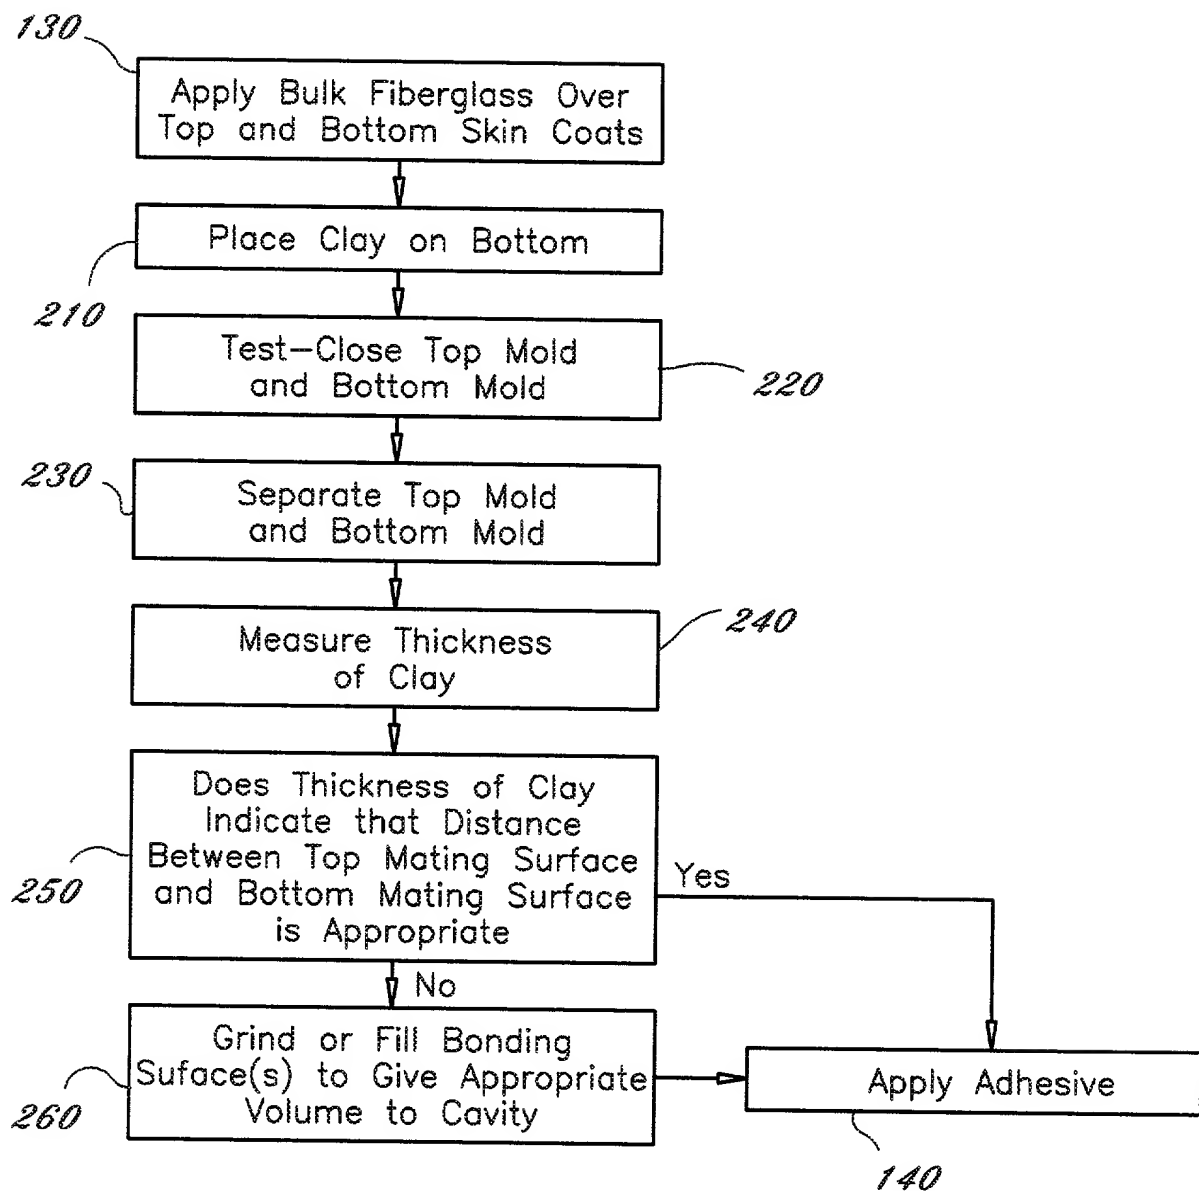 130
Apply Bulk Fiberglass Over
Top and Bottom Skin Coats
Place Clay on Bottom
210
Test-Close Top Mold
and Bottom Mold
220
230
Separate Top Mold
and Bottom Mold
240
Measure Thickness
of Clay
Does Thickness of Clay
Indicate that Distance
Between Top Mating Surface
and Bottom Mating Surface
is Appropriate
250
Yes
No
Grind or Fill Bonding
Suface(s) to Give Appropriate
Volume to Cavity
260
Apply Adhesive
140